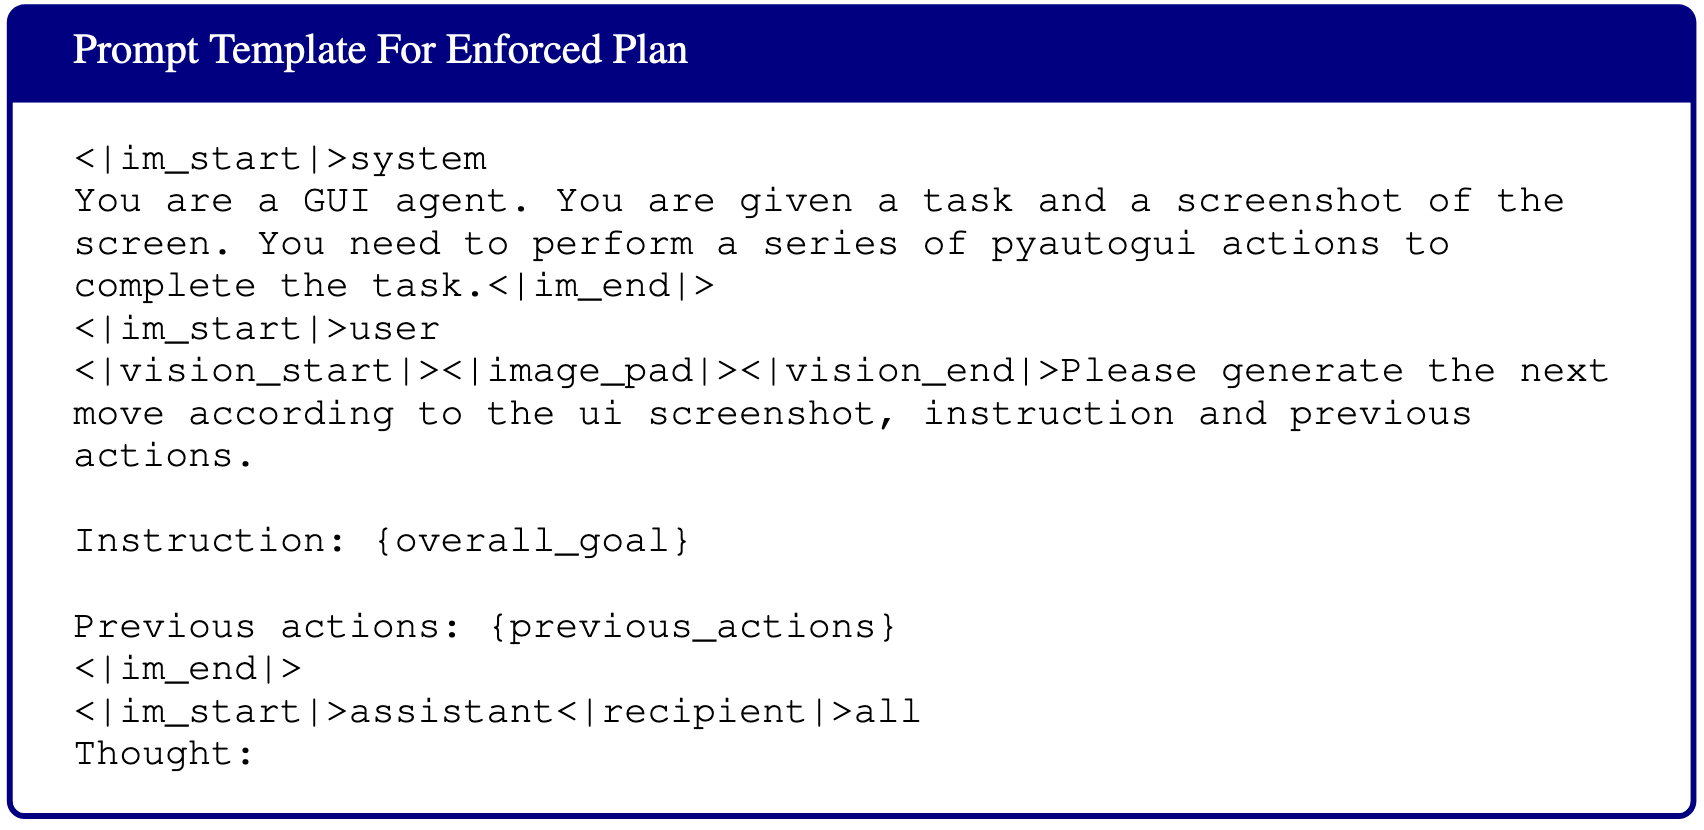 Prompt Template For Enforced Plan
<|im_start|>system
You are a GUI agent. You are given a task and a screenshot of the
screen. You need to perform a series of pyautogui actions to
complete the task.<|im_end|>
<|im_start|>user
<|vision_start|><|image_pad|><|vision_end|>Please generate the next
move according to the ui screenshot, instruction and previous
actions.
Instruction: {overall_goal}
Previous actions: {previous_actions}
<|im_end|>
<|im_start|>assistant<|recipient|>all
Thought: